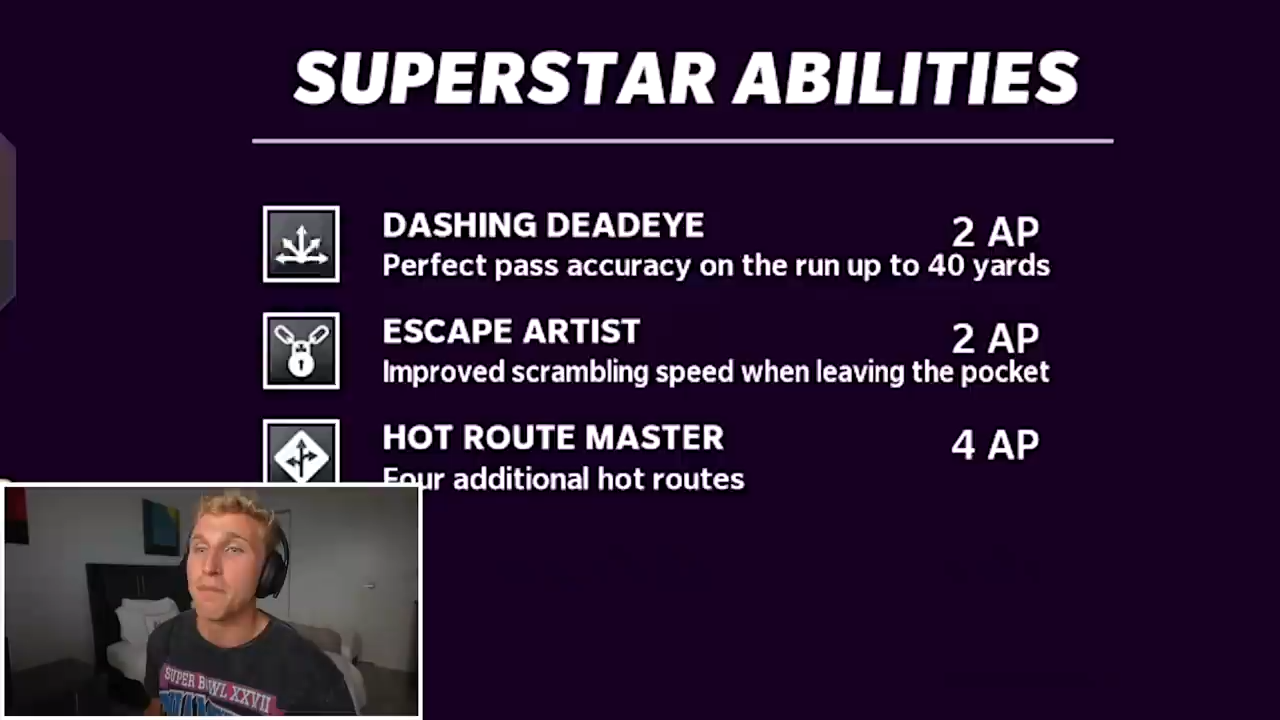 SUPERSTAR ABILITIES
DASHING DEADEYE
2 AP
Perfect pass accuracy on the run up to 40 yards
ESCAPE ARTIST
2 AP
Improved scrambling speed when leaving the pocket
HOT ROUTE MASTER
4 AP
Four additional hot routes
SUPER BOWL XXVII